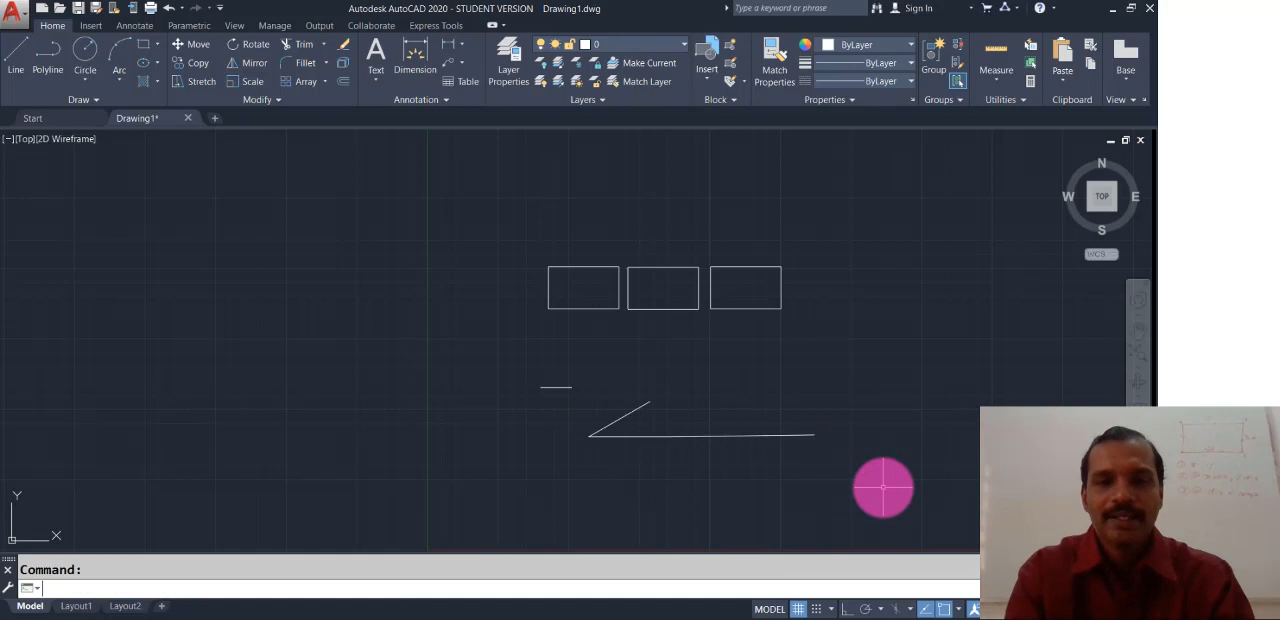 Autodesk AutoCAD 2020 - STUDENT VERSION Drawing1.dwg
Type a keyword or phrase
Sign In
Home Insert Annotate Parametric View Manage Output Collaborate Express Tools
Line
Polyline
Circle
Arc
Move Rotate Trim
Copy Mirror Fillet
Stretch Scale Array
Text
Dimension
Table
Layer
Properties
0
Make Current
Match Layer
Insert
Match
Properties
ByLayer
ByLayer
ByLayer
Group
Measure
Paste
Base
Draw Modify Annotation Layers Block Properties Groups Utilities Clipboard View
Start Drawing1* +
[−][Top][2D Wireframe]
N
W TOP E
S
WCS
Y
X
Command:
Model Layout1 Layout2 +
MODEL